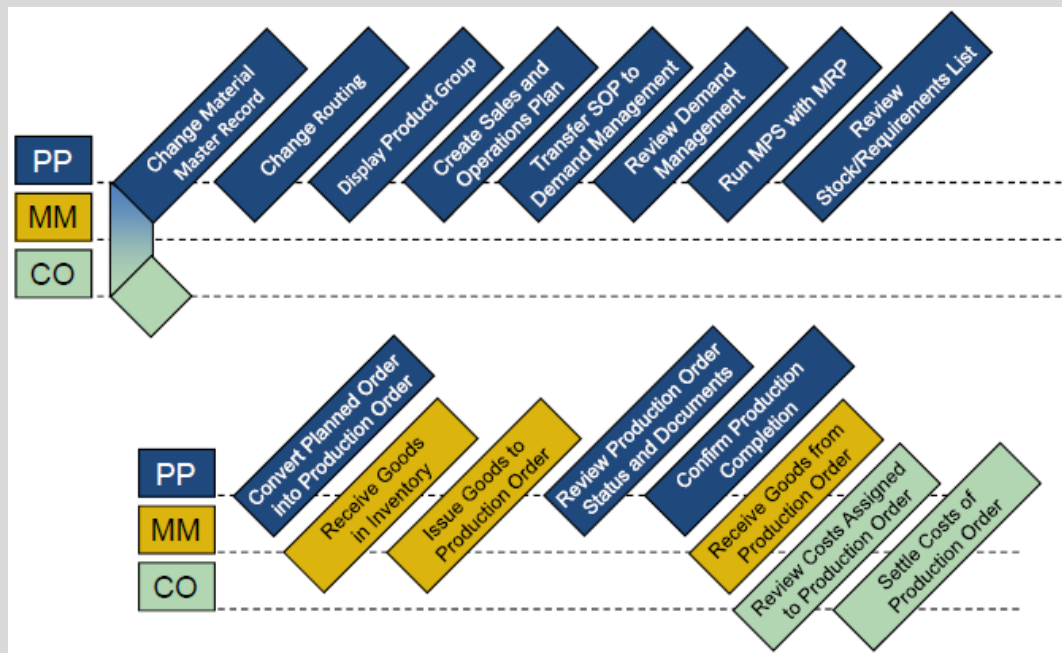 Change Material
Master Record
Change Routing
Display Product Group
Create Sales and
Operations Plan
Transfer SOP to
Demand Management
Review Demand
Management
Run MPS with MRP
Review
Stock/Requirements List
PP
MM
CO
Convert Planned Order
into Production Order
Receive Goods
in Inventory
Issue Goods to
Production Order
Review Production Order
Status and Documents
Confirm Production
Completion
Receive Goods from
Production Order
Review Costs Assigned
to Production Order
Settle Costs of
Production Order
PP
MM
CO